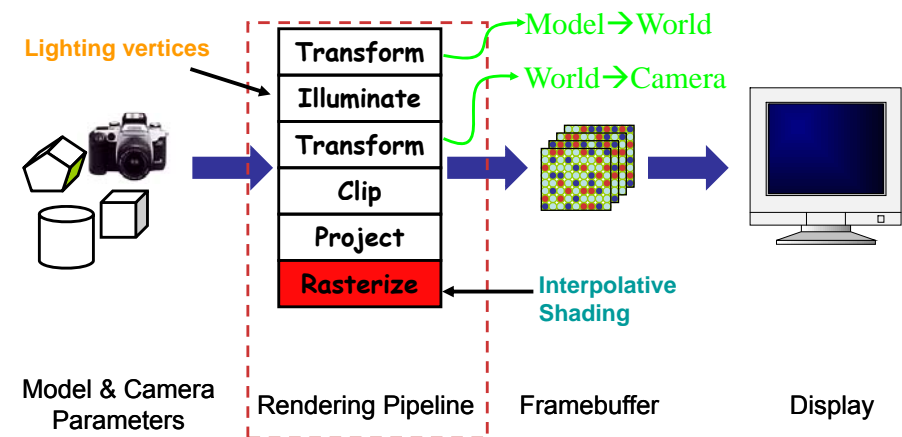 Lighting vertices
Transform
Illuminate
Transform
Clip
Project
Rasterize
Model→World
World→Camera
Interpolative
Shading
Model & Camera
Parameters
Rendering Pipeline
Framebuffer
Display